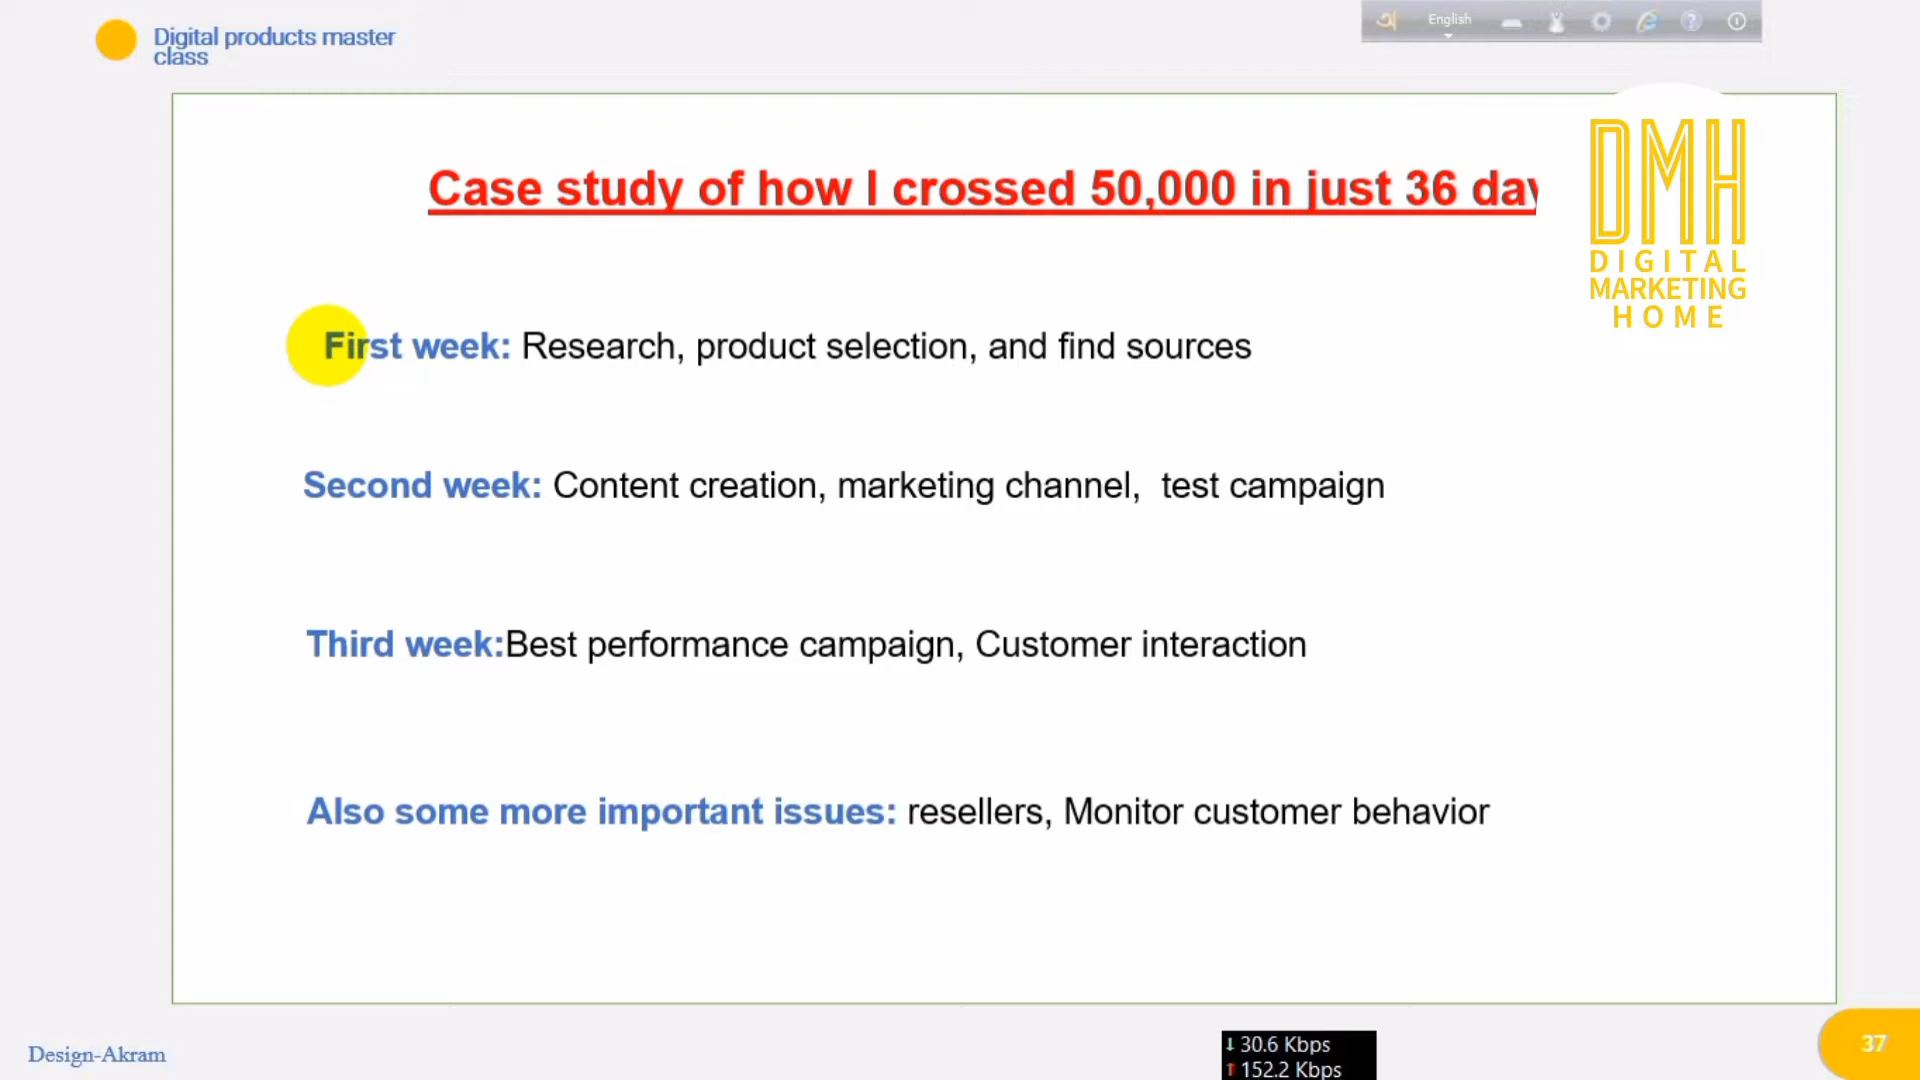 Digital products master
class
অ English
DMH
DIGITAL
MARKETING
HOME
Case study of how I crossed 50,000 in just 36 day
First week: Research, product selection, and find sources
Second week: Content creation, marketing channel, test campaign
Third week:Best performance campaign, Customer interaction
Also some more important issues: resellers, Monitor customer behavior
Design-Akram
↓ 30.6 Kbps
↑ 152.2 Kbps
37